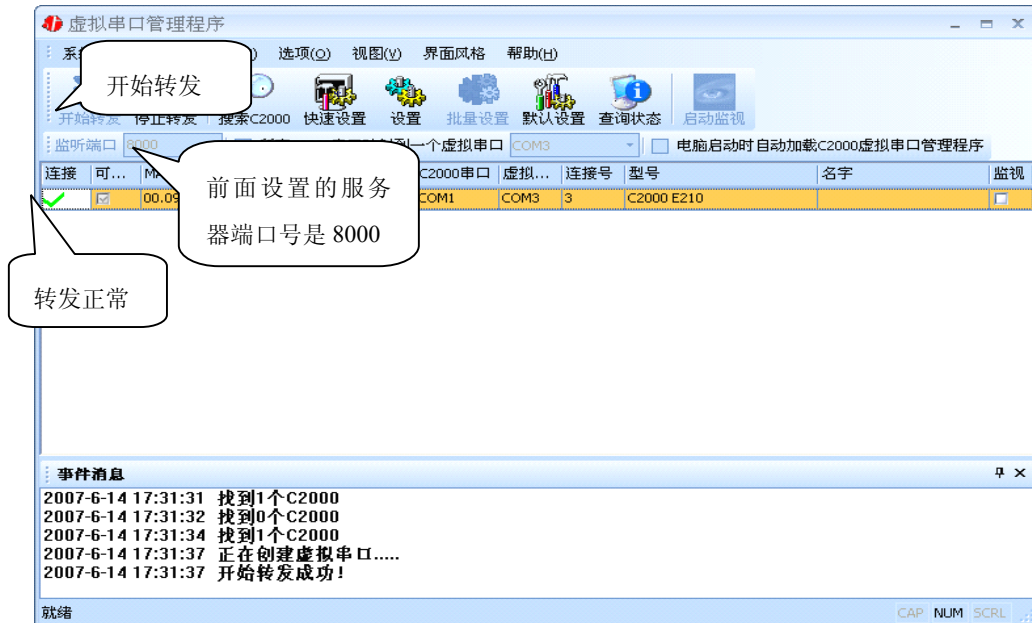 虚拟串口管理程序
系 选项(O) 视图(V) 界面风格 帮助(H)
开始转发
开始转发 停止转发 搜索C2000 快速设置 设置 批量设置 默认设置 查询状态 启动监视
监听端口 8000 一个虚拟串口 COM3 电脑启动时自动加载C2000虚拟串口管理程序
连接 可... C2000串口 虚拟... 连接号 型号 名字 监视
00.09 COM1 COM3 3 C2000 E210
前面设置的服务
器端口号是 8000
转发正常
事件消息
2007-6-14 17:31:31 找到1个C2000
2007-6-14 17:31:32 找到0个C2000
2007-6-14 17:31:34 找到1个C2000
2007-6-14 17:31:37 正在创建虚拟串口.....
2007-6-14 17:31:37 开始转发成功!
就绪 CAP NUM SCRL